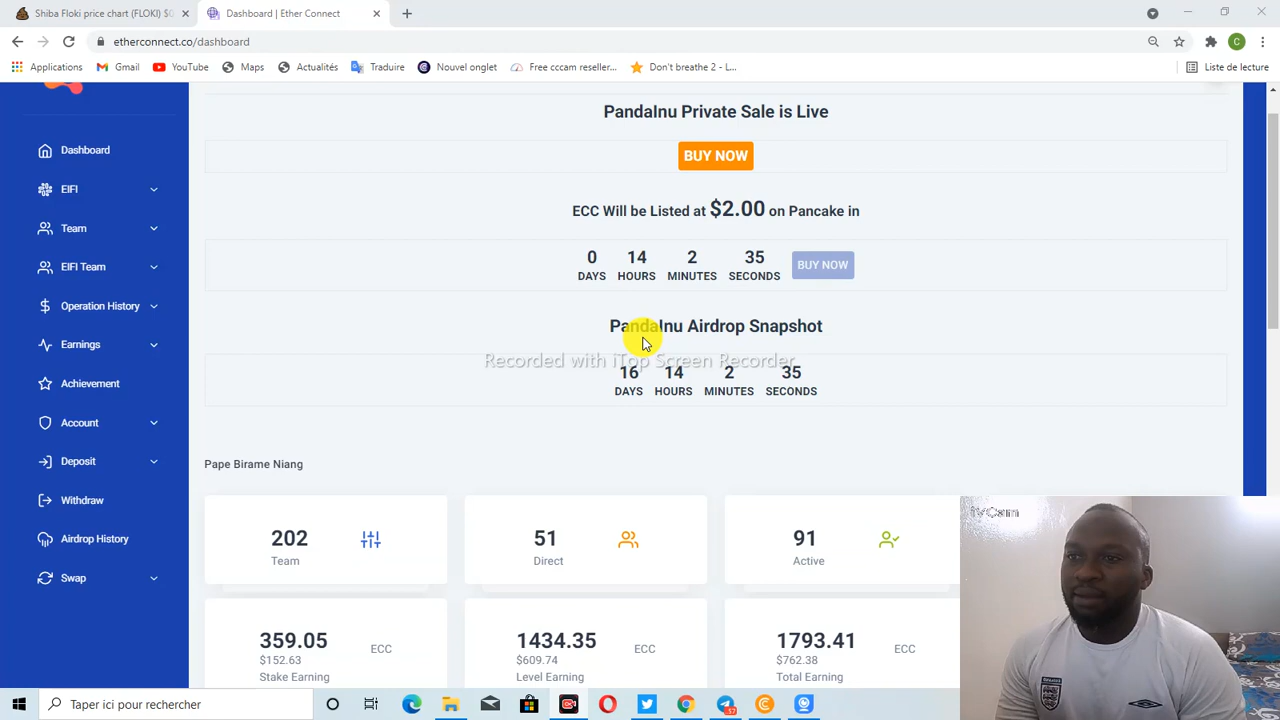 Shiba Floki price chart (FLOKI) $0
Dashboard | Ether Connect
etherconnect.co/dashboard
C
Applications
Gmail
YouTube
Maps
Actualités
Traduire
Nouvel onglet
Free cccam reseller...
Don't breathe 2 - L...
Liste de lecture
Dashboard
EIFI
Team
EIFI Team
Operation History
Earnings
Achievement
Account
Deposit
Withdraw
Airdrop History
Swap
PandaInu Private Sale is Live
BUY NOW
ECC Will be Listed at $2.00 on Pancake in
0 14 2 35
DAYS HOURS MINUTES SECONDS
BUY NOW
PandaInu Airdrop Snapshot
Recorded with iTop Screen Recorder
16 14 2 35
DAYS HOURS MINUTES SECONDS
Pape Birame Niang
202
Team
51
Direct
91
Active
359.05
ECC
$152.63
Stake Earning
1434.35
ECC
$609.74
Level Earning
1793.41
ECC
$762.38
Total Earning
Taper ici pour rechercher